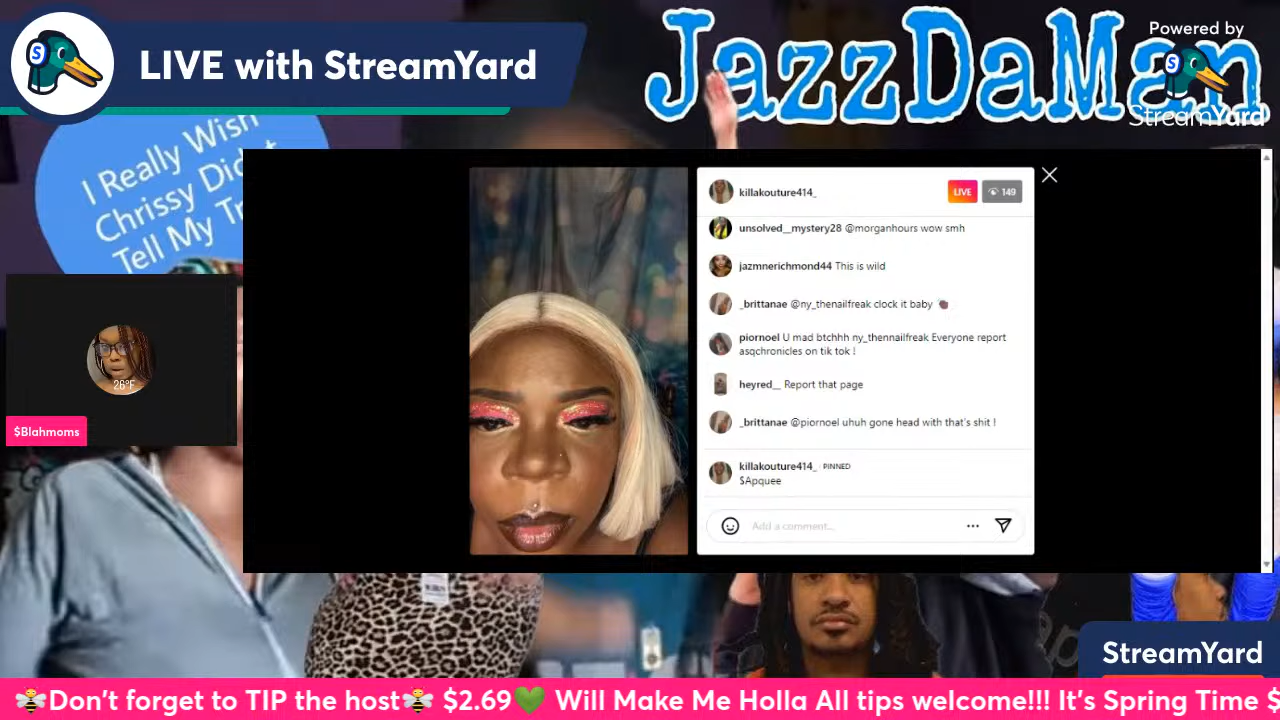 LIVE with StreamYard
JazzDaMan
Powered by
StreamYard
I Really Wish
Chrissy
Tell My
killakouture414_
LIVE
149
unsolved__mystery28 @morganhours wow smh
jazmnerichmond44 This is wild
_brittanae @ny_thenailfreak clock it baby
piornoel U mad btchhh ny_thennailfreak Everyone report
asqchronicles on tik tok !
heyred__ Report that page
_brittanae @piornoel uhuh gone head with that's shit !
killakouture414_ · PINNED
$Apquee
Add a comment...
26°F
$Blahmoms
StreamYard
🐝Don't forget to TIP the host🐝 $2.69💚 Will Make Me Holla All tips welcome!!! It's Spring Time $